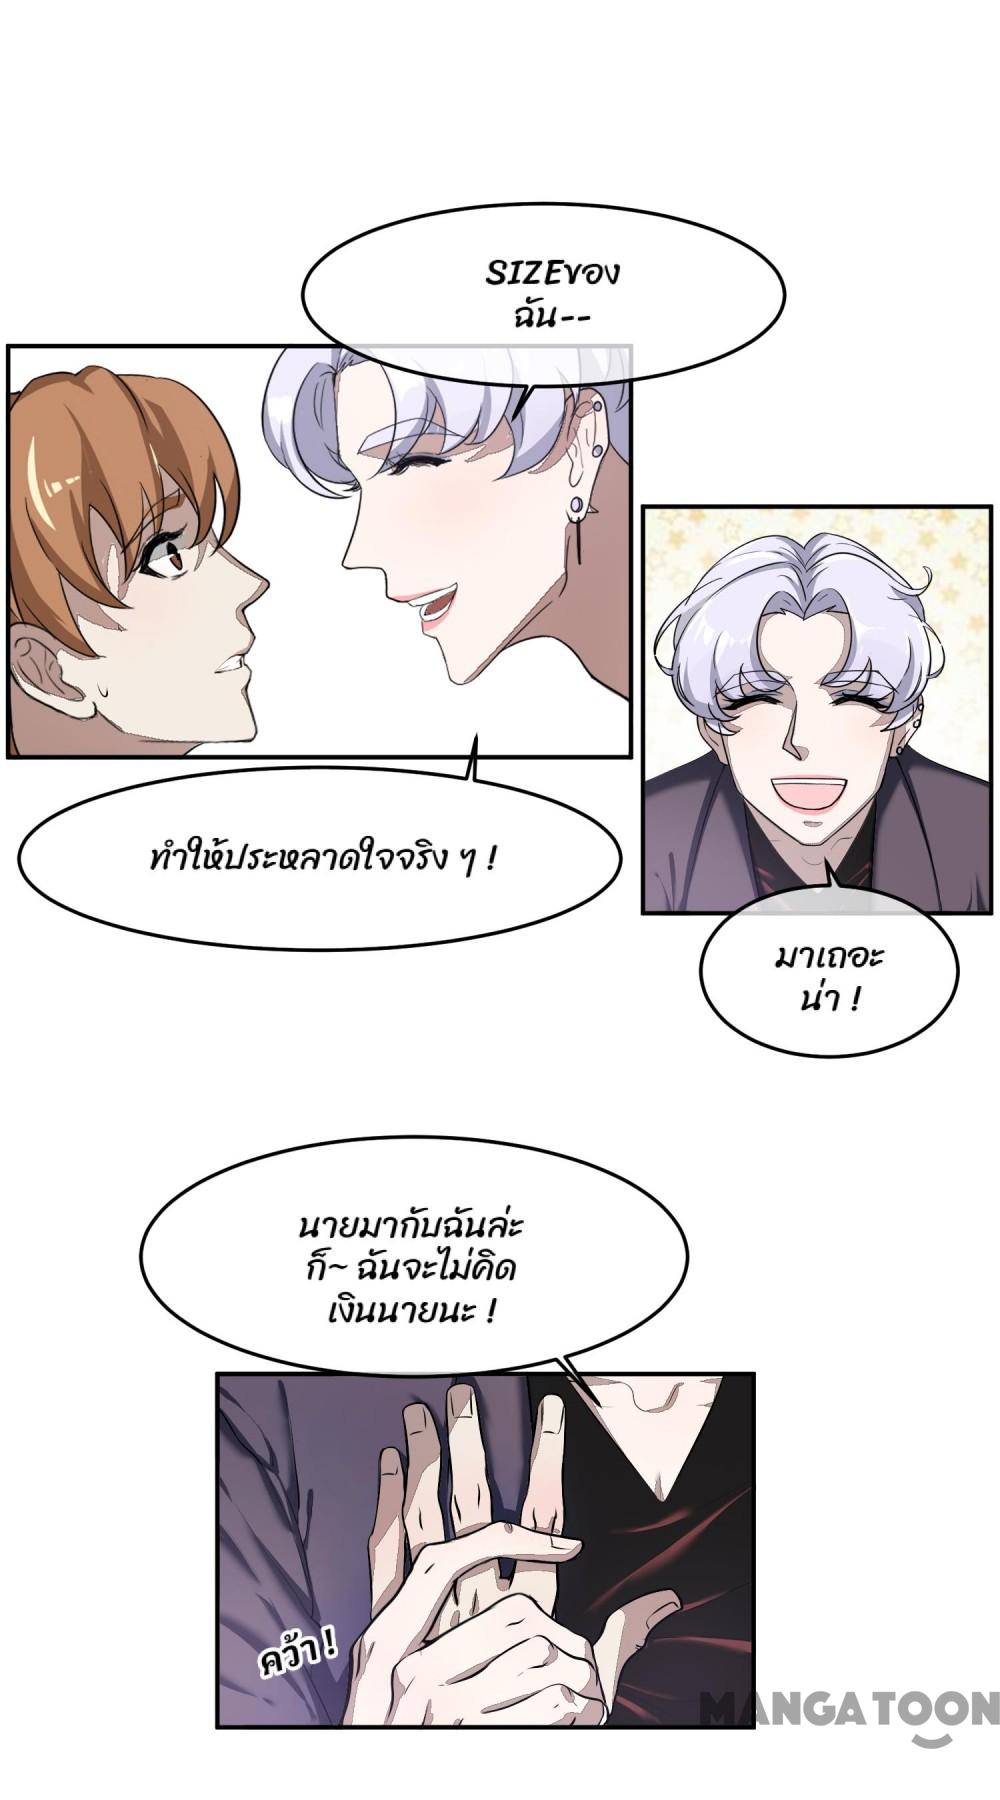 SIZEของ
ฉัน--
ทำให้ประหลาดใจจริง ๆ !
มาเถอะ
น่า !
นายมากับฉันล่ะ
ก็~ ฉันจะไม่คิด
เงินนายนะ !
คว้า !
MANGATOON